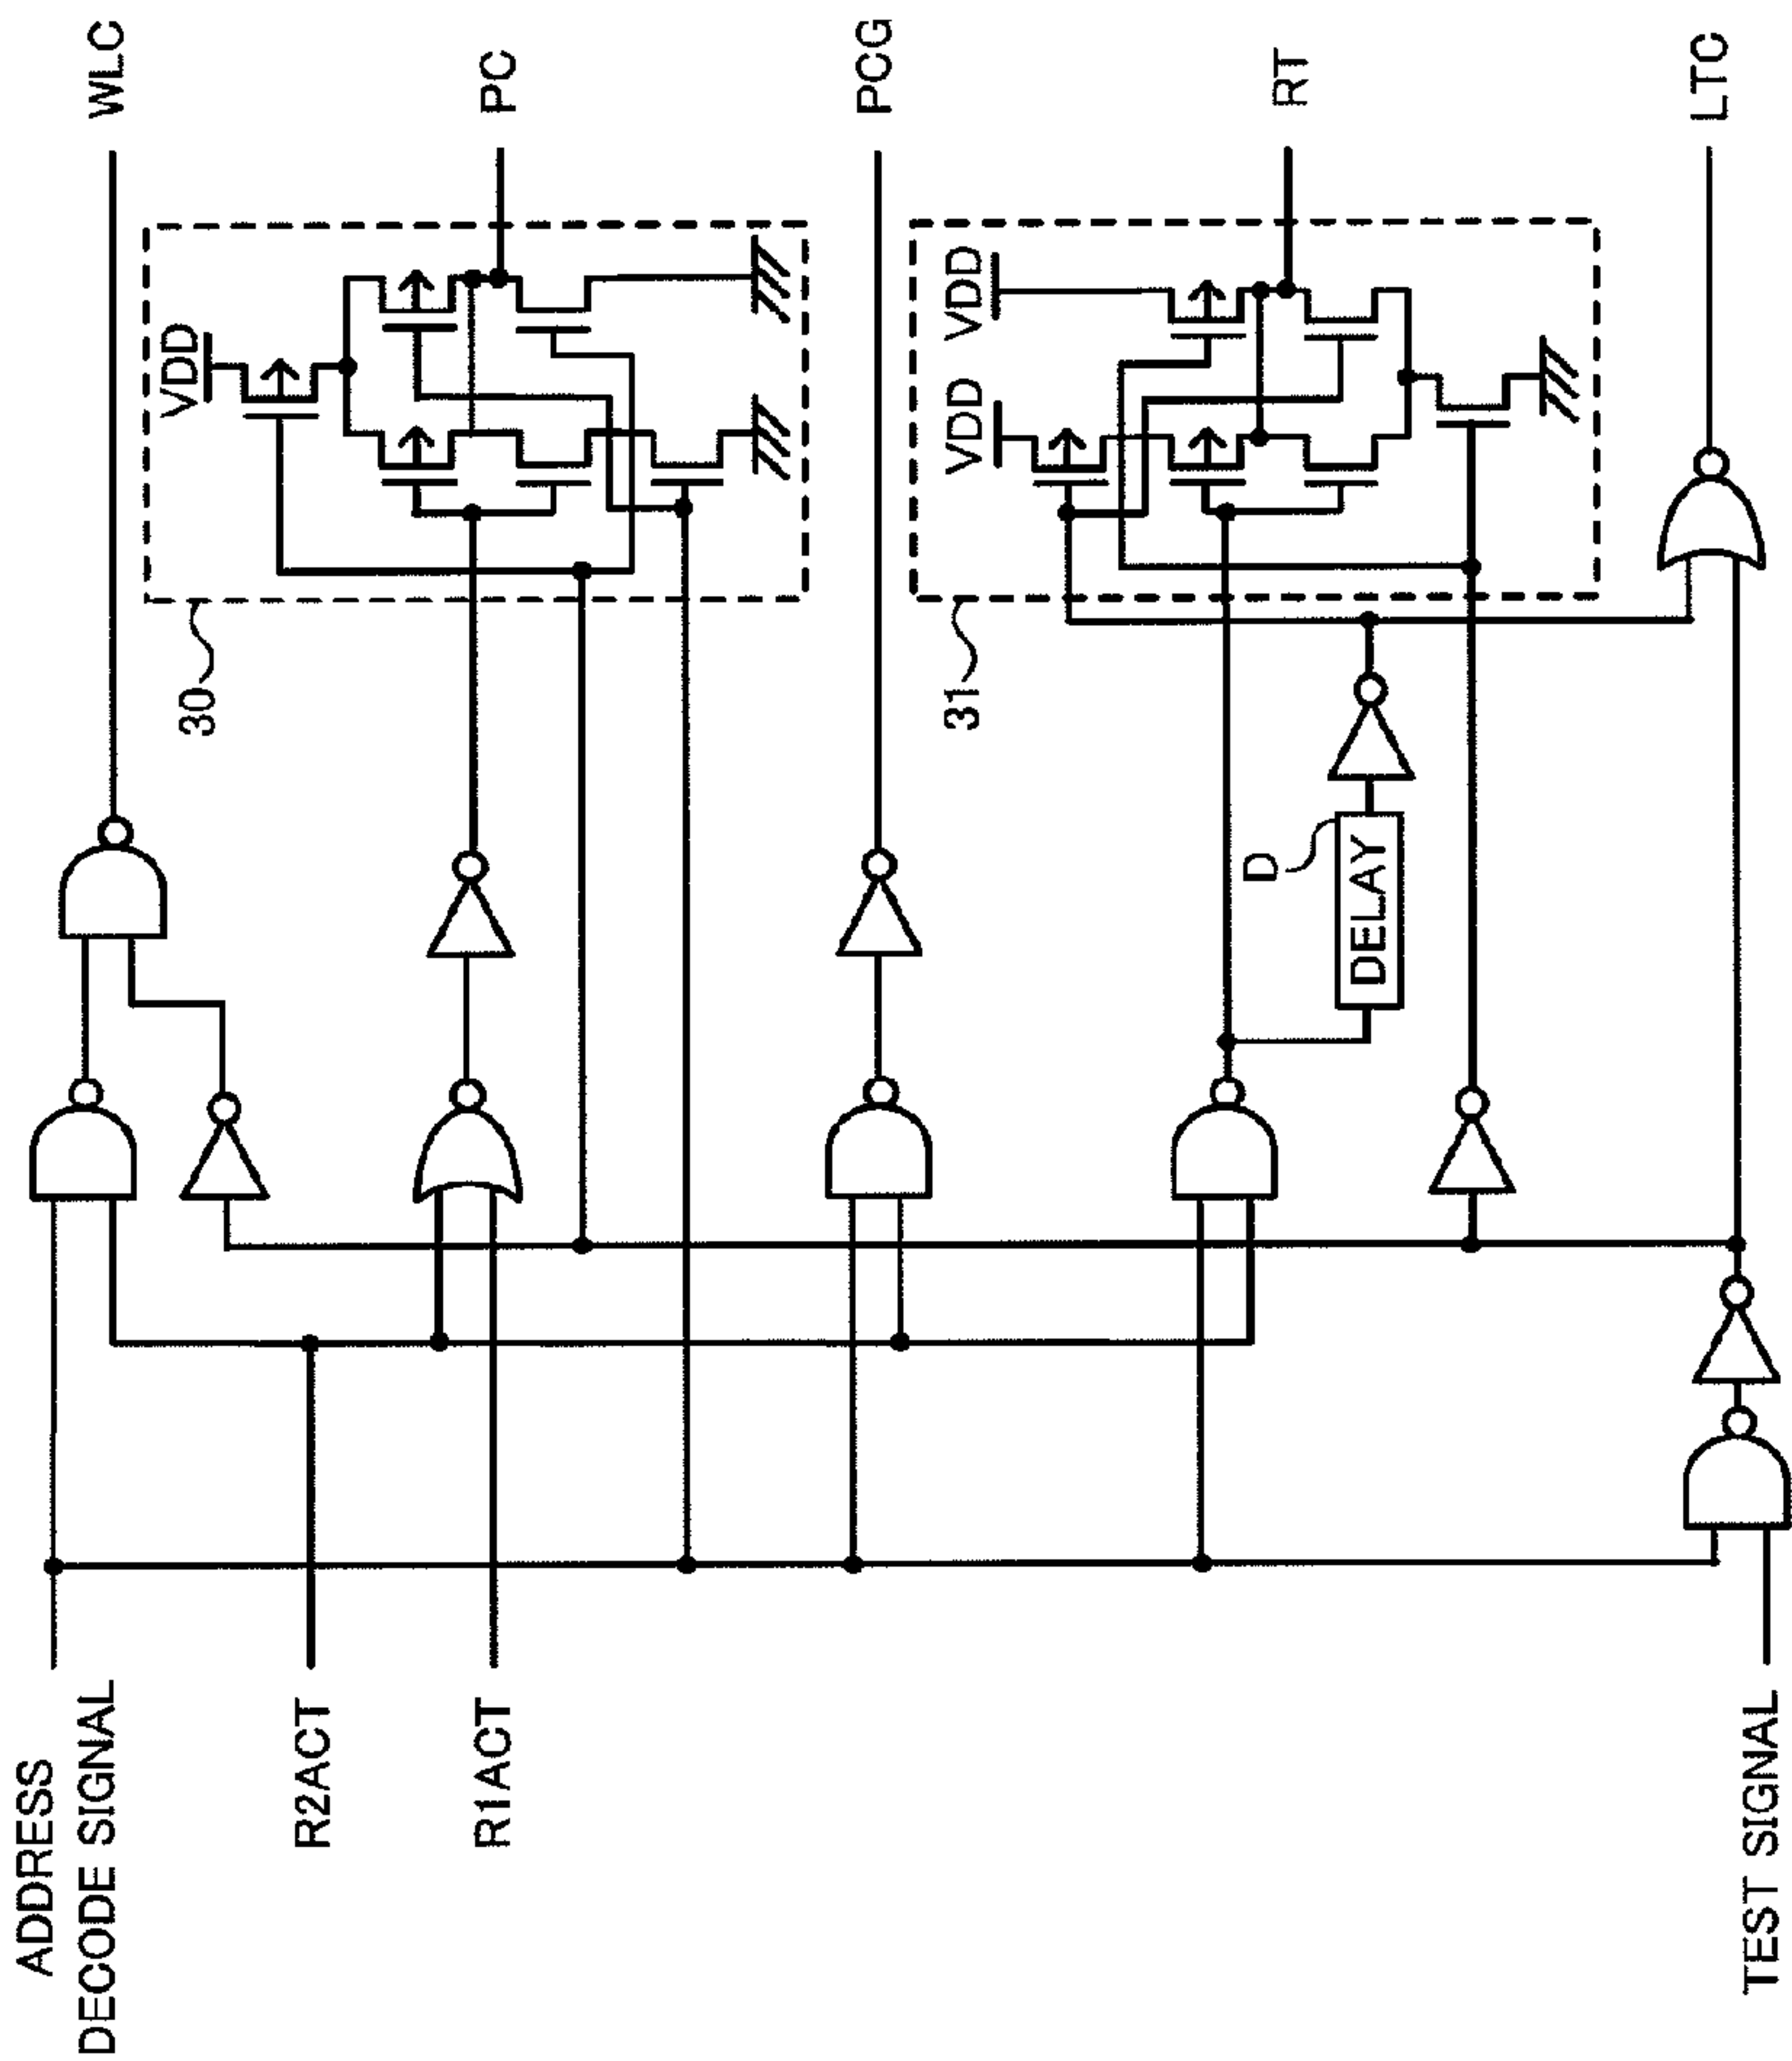 ADDRESS
DECODE SIGNAL
R2ACT
R1ACT
TEST SIGNAL
DELAY
D
30
31
VDD
VDD
VDD
WLC
PC
PCG
RT
LTC